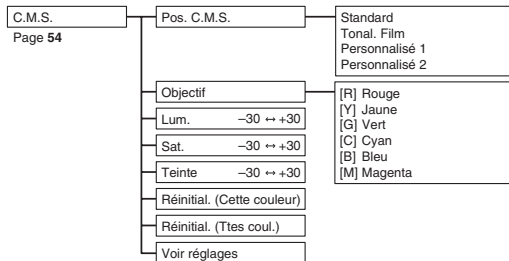 C.M.S.
Page 54
Pos. C.M.S.
Standard
Tonal. Film
Personnalisé 1
Personnalisé 2
Objectif
[R] Rouge
[Y] Jaune
[G] Vert
[C] Cyan
[B] Bleu
[M] Magenta
Lum. –30 ↔ +30
Sat. –30 ↔ +30
Teinte –30 ↔ +30
Réinitial. (Cette couleur)
Réinitial. (Ttes coul.)
Voir réglages